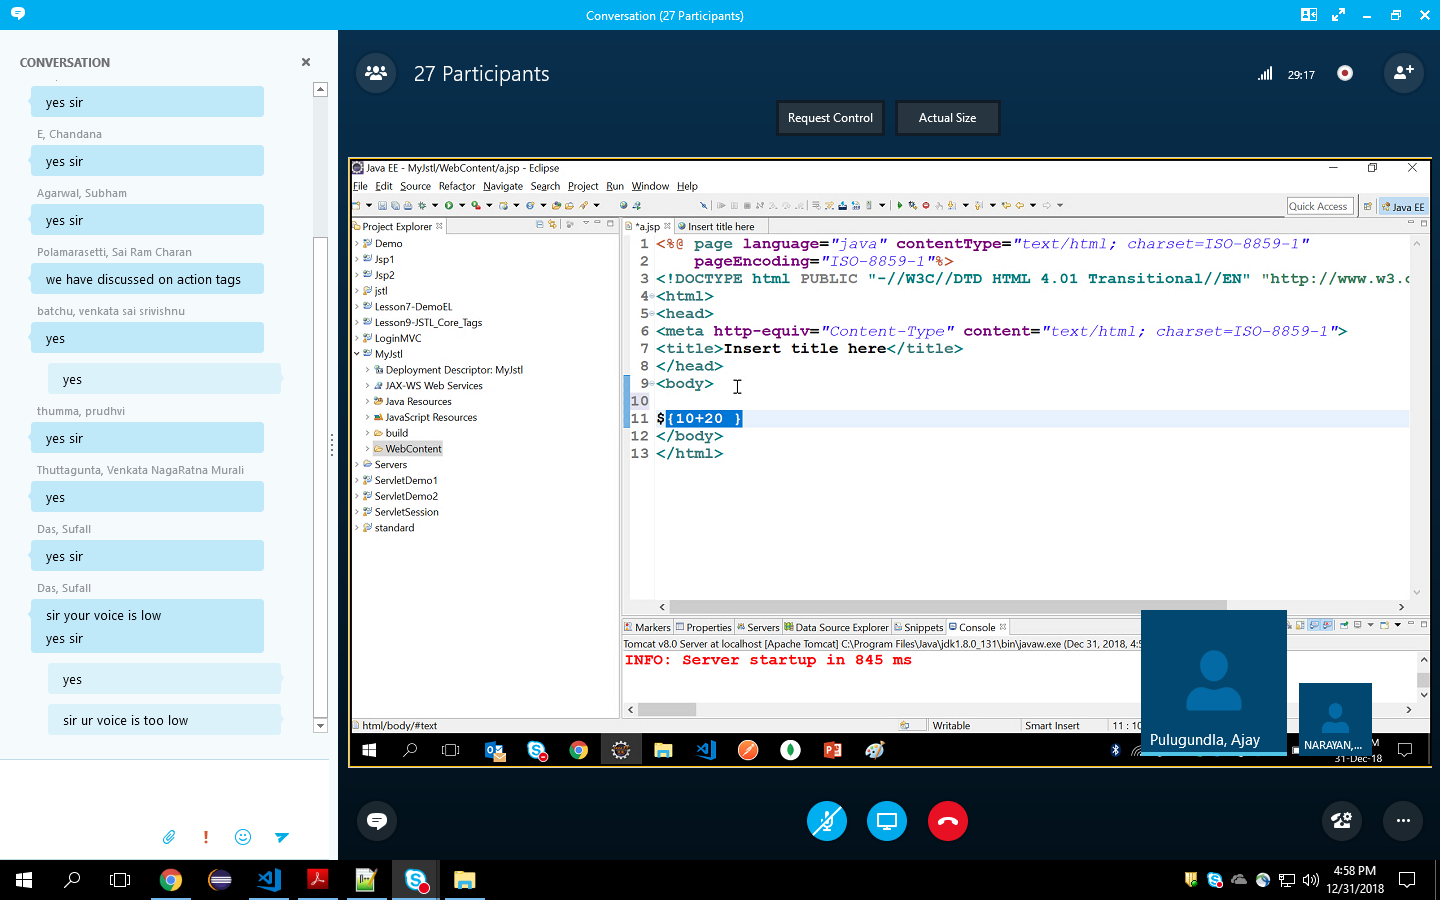 Conversation (27 Participants)
CONVERSATION
yes sir
E, Chandana
yes sir
Agarwal, Subham
yes sir
Polamarasetti, Sai Ram Charan
we have discussed on action tags
batchu, venkata sai srivishnu
yes
yes
thumma, prudhvi
yes sir
Thuttagunta, Venkata NagaRatna Murali
yes
Das, Sufall
yes sir
Das, Sufall
sir your voice is low
yes sir
yes
sir ur voice is too low
27 Participants
29:17
Request Control
Actual Size
Java EE - MyJstl/WebContent/a.jsp - Eclipse
File Edit Source Refactor Navigate Search Project Run Window Help
Quick Access
Java EE
Project Explorer
Demo
Jsp1
Jsp2
jstl
Lesson7-DemoEL
Lesson9-JSTL_Core_Tags
LoginMVC
MyJstl
Deployment Descriptor: MyJstl
JAX-WS Web Services
Java Resources
JavaScript Resources
build
WebContent
Servers
ServletDemo1
ServletDemo2
ServletSession
standard
*a.jsp
Insert title here
1 <%@ page language="java" contentType="text/html; charset=ISO-8859-1"
2 pageEncoding="ISO-8859-1"%>
3 <!DOCTYPE html PUBLIC "-//W3C//DTD HTML 4.01 Transitional//EN" "http://www.w3.
4 <html>
5 <head>
6 <meta http-equiv="Content-Type" content="text/html; charset=ISO-8859-1">
7 <title>Insert title here</title>
8 </head>
9 <body>
10
11 ${10+20 }
12 </body>
13 </html>
Markers Properties Servers Data Source Explorer Snippets Console
Tomcat v8.0 Server at localhost [Apache Tomcat] C:\Program Files\Java\jdk1.8.0_131\bin\javaw.exe (Dec 31, 2018, 4:5
INFO: Server startup in 845 ms
html/body/#text
Writable
Smart Insert
11 : 10
Pulugundla, Ajay
NARAYAN,...
M
31-Dec-18
4:58 PM
12/31/2018